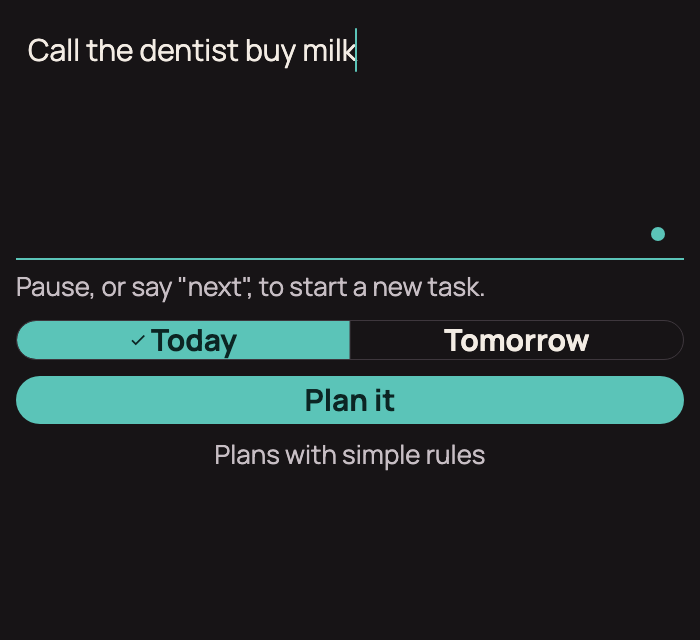 Call the dentist buy milk
Pause, or say "next", to start a new task.
Today
Tomorrow
Plan it
Plans with simple rules